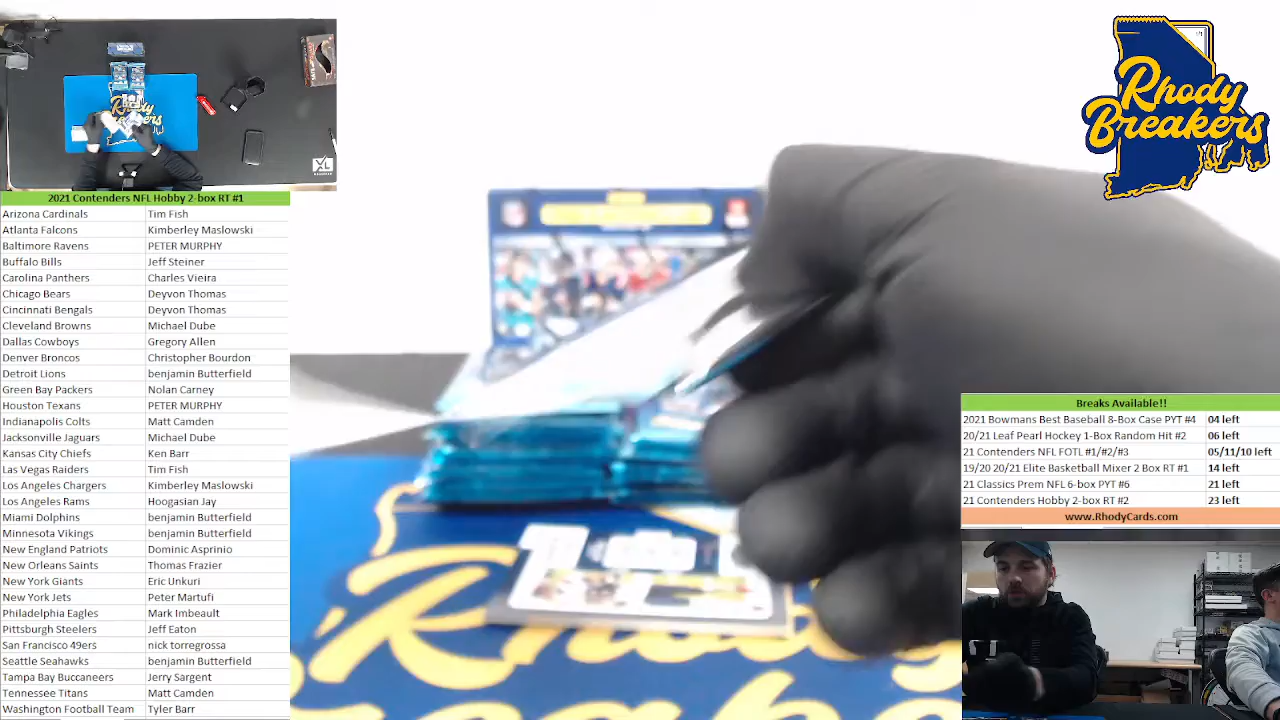 Rhody
Breakers
2021 Contenders NFL Hobby 2-box RT #1
Arizona Cardinals Tim Fish
Atlanta Falcons Kimberley Maslowski
Baltimore Ravens PETER MURPHY
Buffalo Bills Jeff Steiner
Carolina Panthers Charles Vieira
Chicago Bears Deyvon Thomas
Cincinnati Bengals Deyvon Thomas
Cleveland Browns Michael Dube
Dallas Cowboys Gregory Allen
Denver Broncos Christopher Bourdon
Detroit Lions benjamin Butterfield
Green Bay Packers Nolan Carney
Houston Texans PETER MURPHY
Indianapolis Colts Matt Camden
Jacksonville Jaguars Michael Dube
Kansas City Chiefs Ken Barr
Las Vegas Raiders Tim Fish
Los Angeles Chargers Kimberley Maslowski
Los Angeles Rams Hoogasian Jay
Miami Dolphins benjamin Butterfield
Minnesota Vikings benjamin Butterfield
New England Patriots Dominic Asprinio
New Orleans Saints Thomas Frazier
New York Giants Eric Unkuri
New York Jets Peter Martufi
Philadelphia Eagles Mark Imbeault
Pittsburgh Steelers Jeff Eaton
San Francisco 49ers nick torregrossa
Seattle Seahawks benjamin Butterfield
Tampa Bay Buccaneers Jerry Sargent
Tennessee Titans Matt Camden
Washington Football Team Tyler Barr
Breaks Available!!
2021 Bowmans Best Baseball 8-Box Case PYT #4 04 left
20/21 Leaf Pearl Hockey 1-Box Random Hit #2 06 left
21 Contenders NFL FOTL #1/#2/#3 05/11/10 left
19/20 20/21 Elite Basketball Mixer 2 Box RT #1 14 left
21 Classics Prem NFL 6-box PYT #6 21 left
21 Contenders Hobby 2-box RT #2 23 left
www.RhodyCards.com